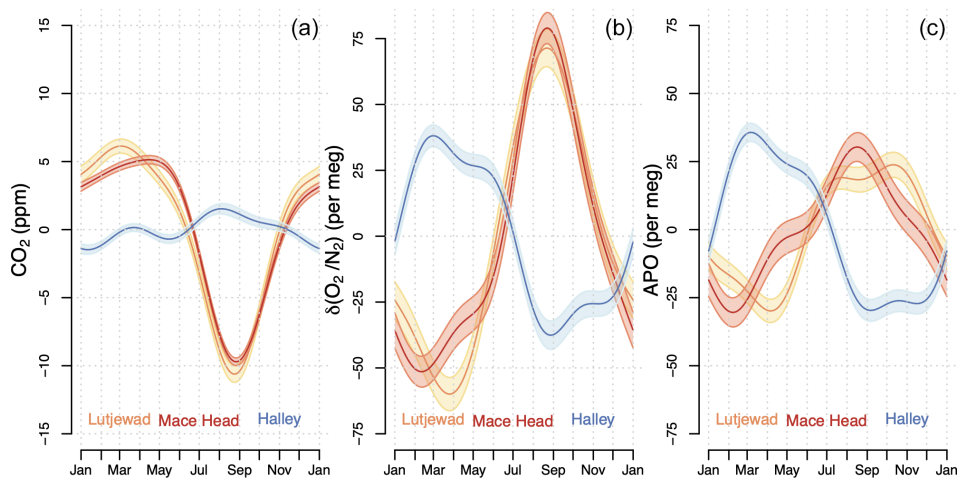 (a)
15
10
5
0
−5
−10
−15
CO₂ (ppm)
Lutjewad Mace Head Halley
Jan Mar May Jul Sep Nov Jan
(b)
75
50
25
0
−25
−50
−75
δ(O₂ /N₂) (per meg)
Lutjewad Mace Head Halley
Jan Mar May Jul Sep Nov Jan
(c)
75
50
25
0
−25
−50
−75
APO (per meg)
Lutjewad Mace Head Halley
Jan Mar May Jul Sep Nov Jan